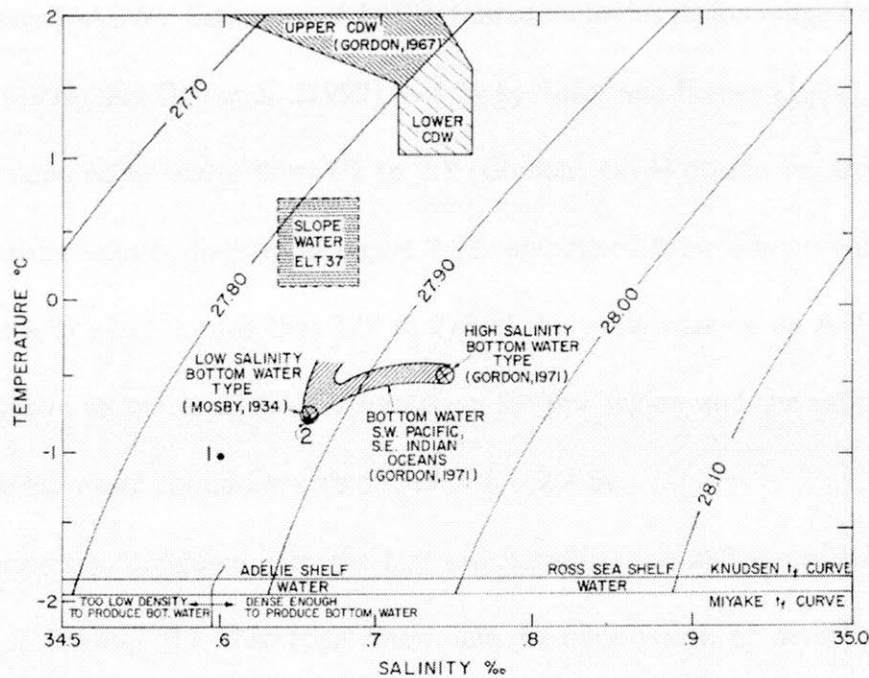 2
UPPER CDW
(GORDON, 1967)
27.70
LOWER
CDW
1
SLOPE
WATER
ELT 37
TEMPERATURE °C
0
27.80
27.90
28.00
HIGH SALINITY
BOTTOM WATER
TYPE
(GORDON, 1971)
LOW SALINITY
BOTTOM WATER
TYPE
(MOSBY, 1934)
2
BOTTOM WATER
S.W. PACIFIC,
S.E. INDIAN
OCEANS
(GORDON, 1971)
1
-1
28.10
ADÉLIE SHELF
WATER
ROSS SEA SHELF
WATER
KNUDSEN tf CURVE
-2
TOO LOW DENSITY
TO PRODUCE BOT. WATER
DENSE ENOUGH
TO PRODUCE BOTTOM WATER
MIYAKE tf CURVE
34.5
.6
.7
.8
.9
35.0
SALINITY ‰